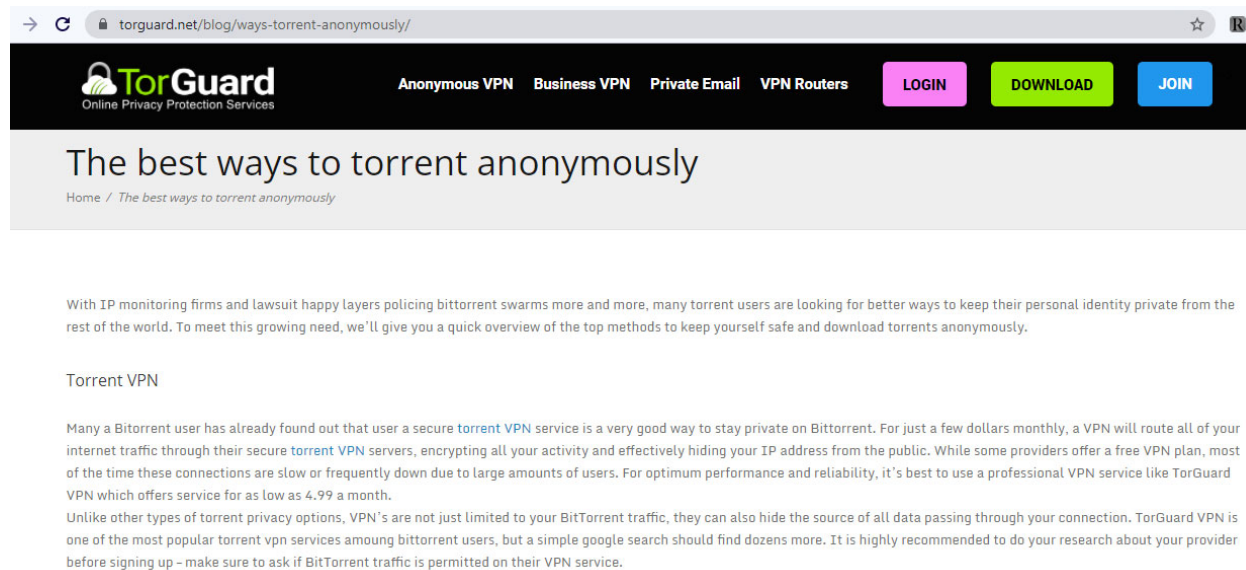 torguard.net/blog/ways-torrent-anonymously/
TorGuard
Online Privacy Protection Services
Anonymous VPN Business VPN Private Email VPN Routers LOGIN DOWNLOAD JOIN
The best ways to torrent anonymously
Home / The best ways to torrent anonymously
With IP monitoring firms and lawsuit happy layers policing bittorrent swarms more and more, many torrent users are looking for better ways to keep their personal identity private from the
rest of the world. To meet this growing need, we'll give you a quick overview of the top methods to keep yourself safe and download torrents anonymously.
Torrent VPN
Many a Bitorrent user has already found out that user a secure torrent VPN service is a very good way to stay private on Bittorrent. For just a few dollars monthly, a VPN will route all of your
internet traffic through their secure torrent VPN servers, encrypting all your activity and effectively hiding your IP address from the public. While some providers offer a free VPN plan, most
of the time these connections are slow or frequently down due to large amounts of users. For optimum performance and reliability, it's best to use a professional VPN service like TorGuard
VPN which offers service for as low as 4.99 a month.
Unlike other types of torrent privacy options, VPN's are not just limited to your BitTorrent traffic, they can also hide the source of all data passing through your connection. TorGuard VPN is
one of the most popular torrent vpn services amoung bittorrent users, but a simple google search should find dozens more. It is highly recommended to do your research about your provider
before signing up – make sure to ask if BitTorrent traffic is permitted on their VPN service.